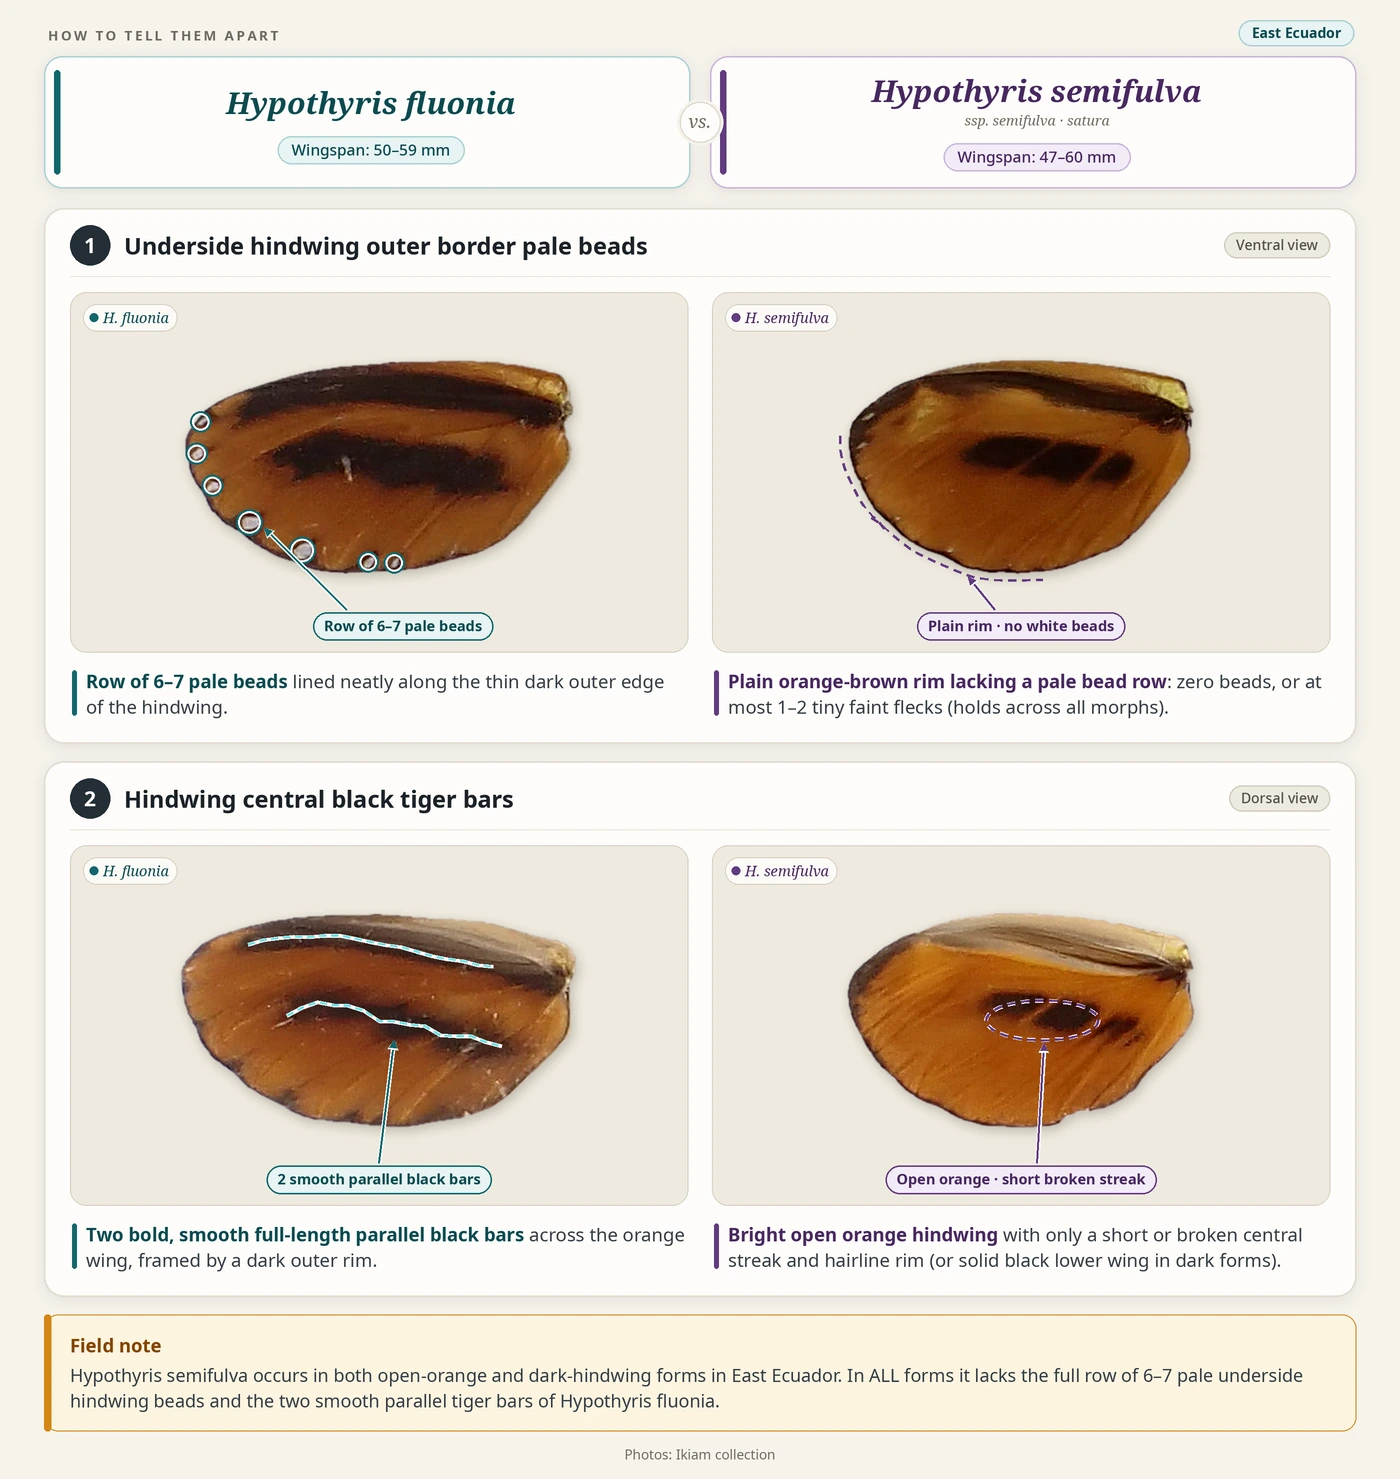 HOW TO TELL THEM APART
East Ecuador
Hypothyris fluonia
Wingspan: 50–59 mm
vs.
Hypothyris semifulva
ssp. semifulva · satura
Wingspan: 47–60 mm
1 Underside hindwing outer border pale beads
Ventral view
H. fluonia
Row of 6–7 pale beads
H. semifulva
Plain rim · no white beads
Row of 6–7 pale beads lined neatly along the thin dark outer edge
of the hindwing.
Plain orange-brown rim lacking a pale bead row: zero beads, or at
most 1–2 tiny faint flecks (holds across all morphs).
2 Hindwing central black tiger bars
Dorsal view
H. fluonia
2 smooth parallel black bars
H. semifulva
Open orange · short broken streak
Two bold, smooth full-length parallel black bars across the orange
wing, framed by a dark outer rim.
Bright open orange hindwing with only a short or broken central
streak and hairline rim (or solid black lower wing in dark forms).
Field note
Hypothyris semifulva occurs in both open-orange and dark-hindwing forms in East Ecuador. In ALL forms it lacks the full row of 6–7 pale underside
hindwing beads and the two smooth parallel tiger bars of Hypothyris fluonia.
Photos: Ikiam collection